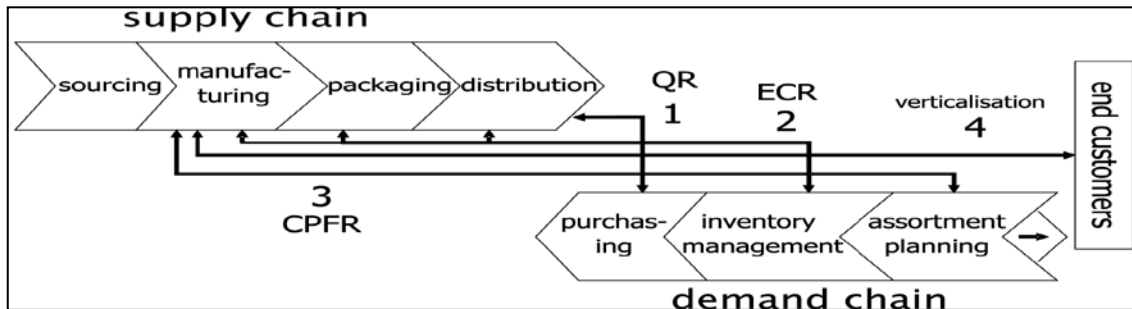 supply chain
sourcing
manufac-
turing
packaging
distribution
QR
1
ECR
2
verticalisation
4
end customers
3
CPFR
purchas-
ing
inventory
management
assortment
planning
demand chain